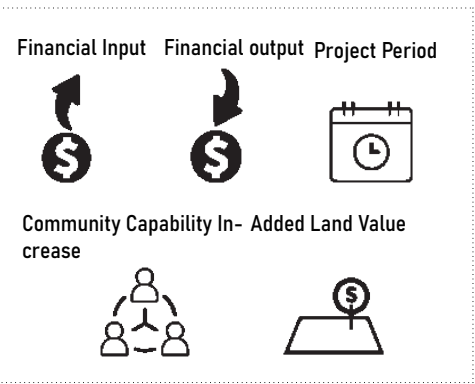 Financial Input
Financial output
Project Period
$
$
Community Capability In-
crease
Added Land Value
$